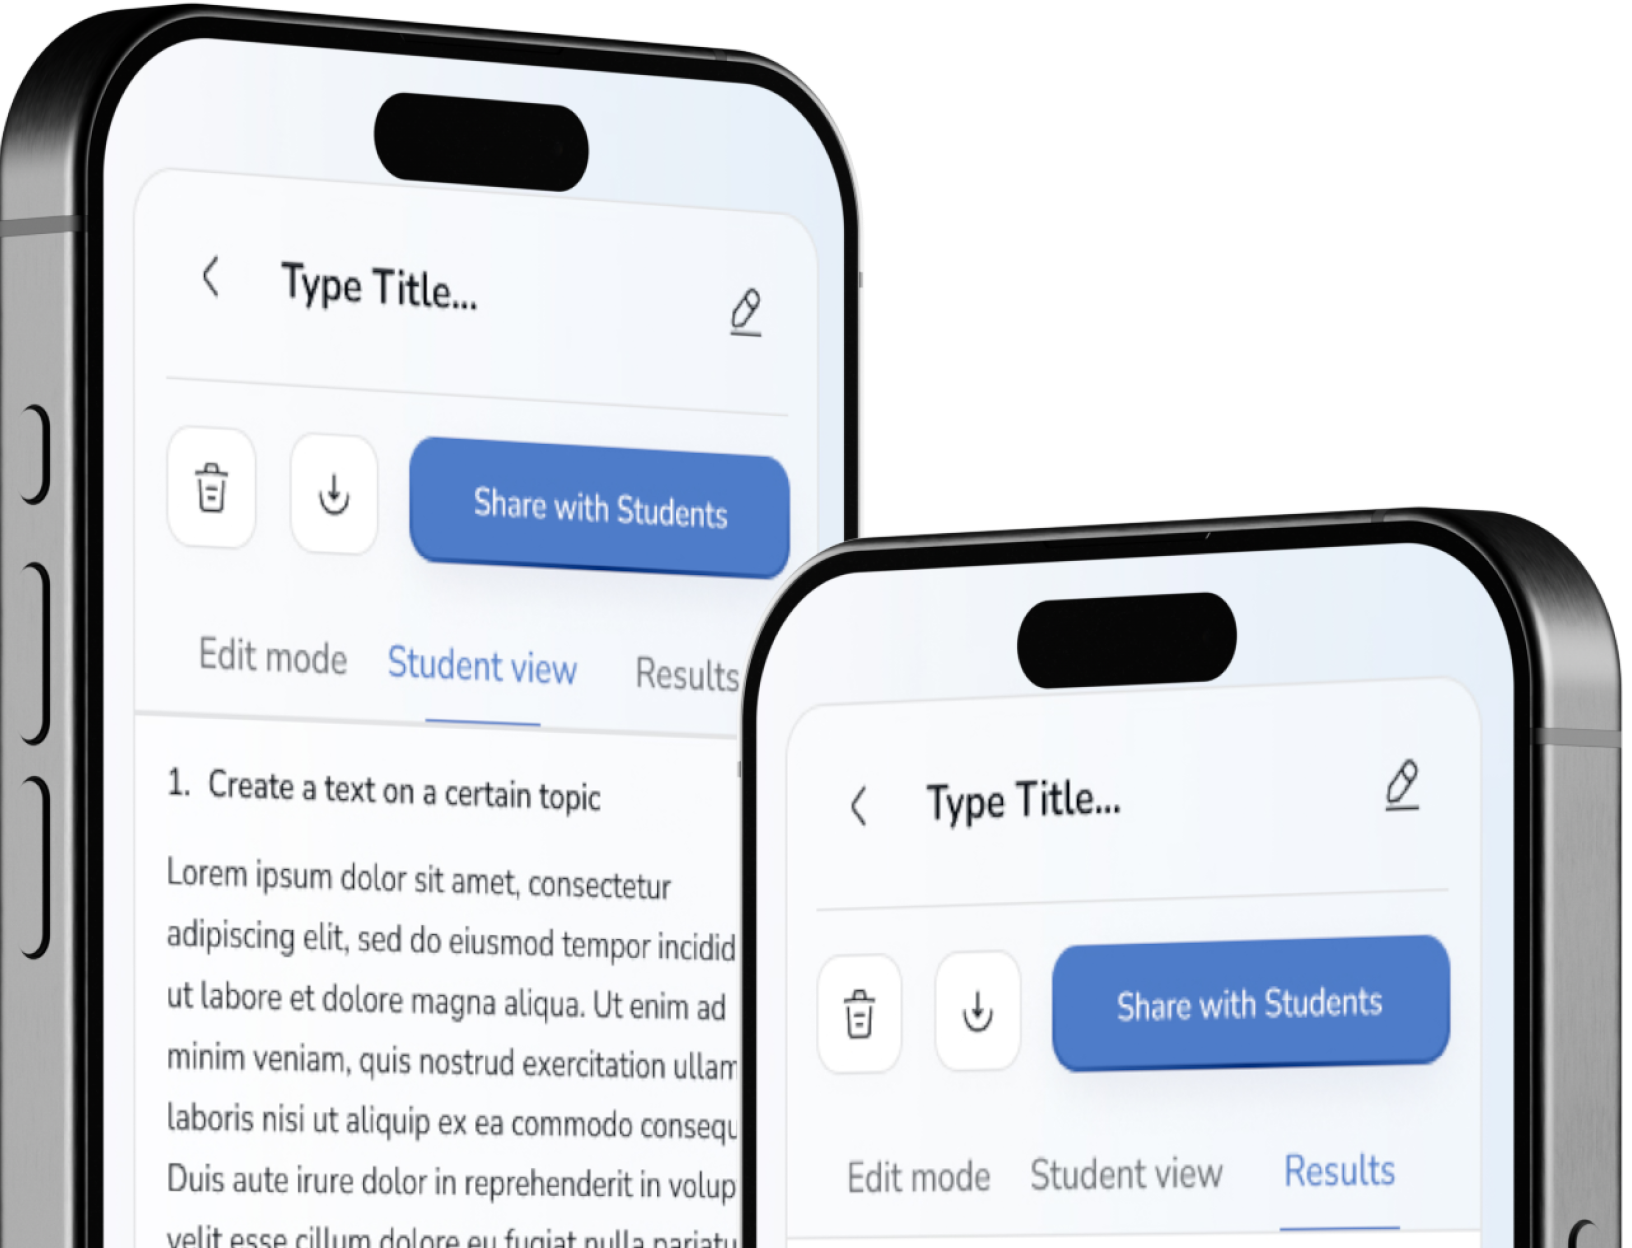 Type Title...
Share with Students
Edit mode Student view Results
1. Create a text on a certain topic
Lorem ipsum dolor sit amet, consectetur
adipiscing elit, sed do eiusmod tempor incidid
ut labore et dolore magna aliqua. Ut enim ad
minim veniam, quis nostrud exercitation ullam
laboris nisi ut aliquip ex ea commodo consequ
Duis aute irure dolor in reprehenderit in volup
velit esse cillum dolore eu fugiat nulla pariatu
Type Title...
Share with Students
Edit mode Student view Results